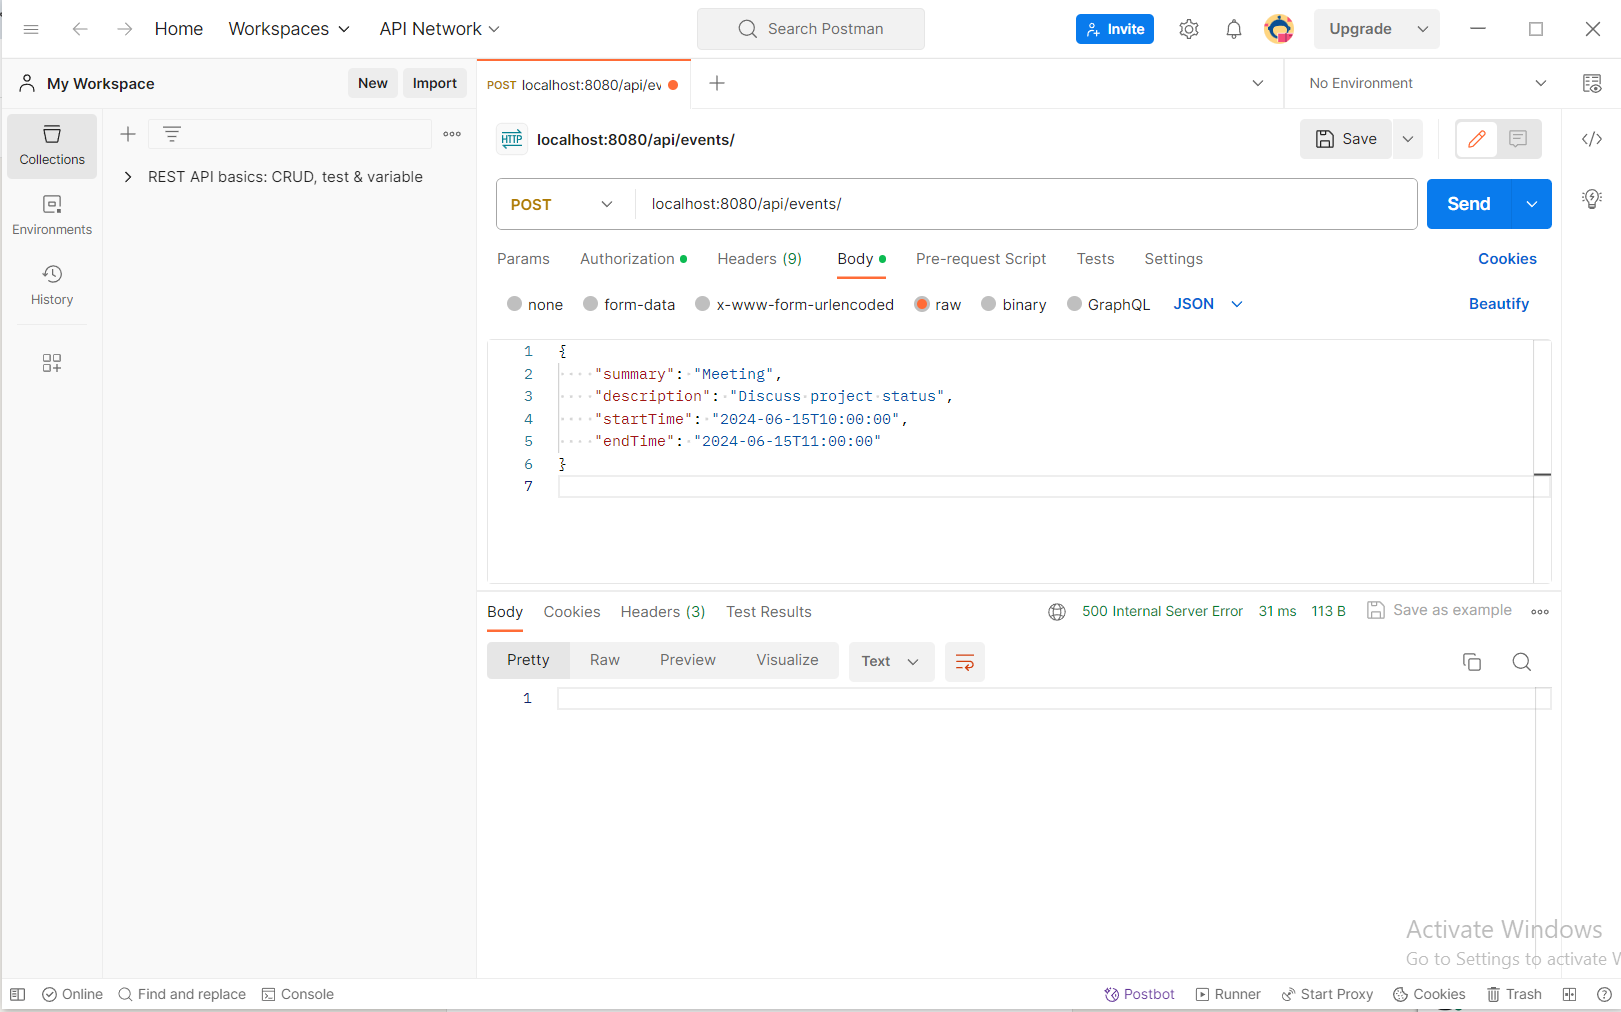 Home Workspaces API Network Search Postman Invite Upgrade
My Workspace New Import POST localhost:8080/api/ev No Environment
Collections
Environments
History
REST API basics: CRUD, test & variable
HTTP localhost:8080/api/events/ Save
POST localhost:8080/api/events/ Send
Params Authorization Headers (9) Body Pre-request Script Tests Settings Cookies
none form-data x-www-form-urlencoded raw binary GraphQL JSON Beautify
1 {
2 "summary": "Meeting",
3 "description": "Discuss project status",
4 "startTime": "2024-06-15T10:00:00",
5 "endTime": "2024-06-15T11:00:00"
6 }
7
Body Cookies Headers (3) Test Results 500 Internal Server Error 31 ms 113 B Save as example
Pretty Raw Preview Visualize Text
1
Activate Windows
Go to Settings to activate W
Online Find and replace Console Postbot Runner Start Proxy Cookies Trash